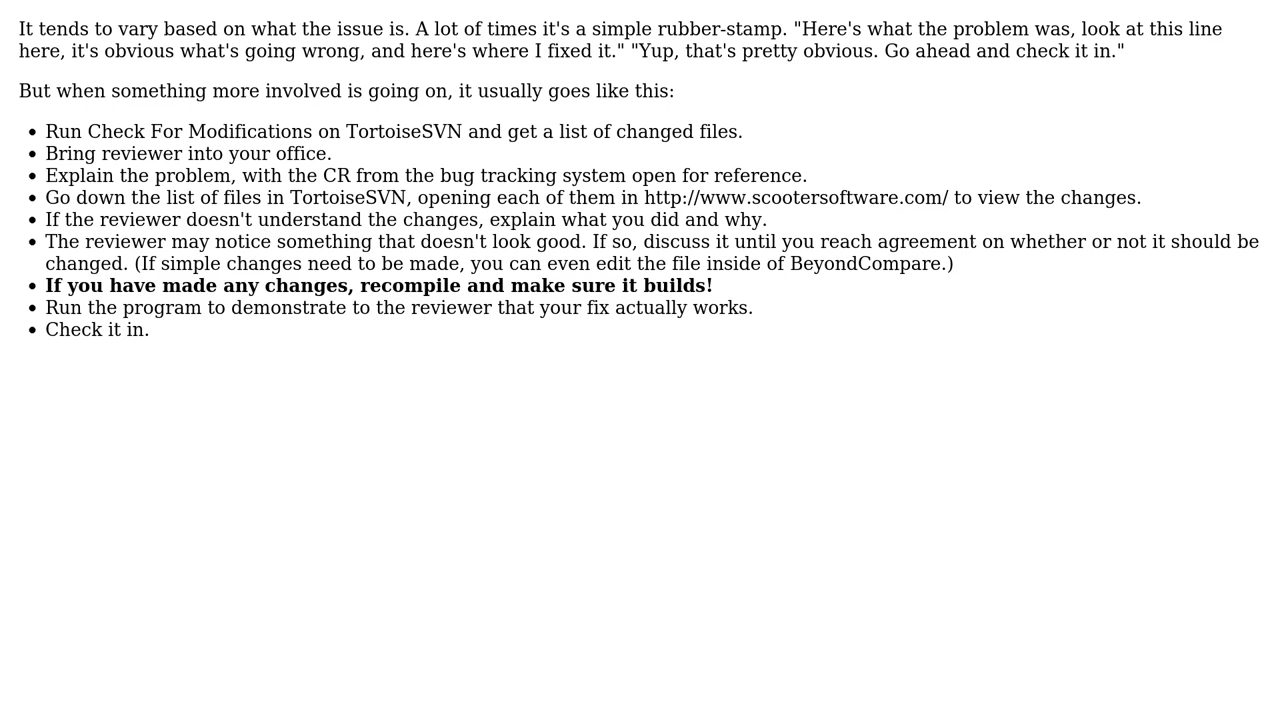 It tends to vary based on what the issue is. A lot of times it's a simple rubber-stamp. "Here's what the problem was, look at this line
here, it's obvious what's going wrong, and here's where I fixed it." "Yup, that's pretty obvious. Go ahead and check it in."
But when something more involved is going on, it usually goes like this:
• Run Check For Modifications on TortoiseSVN and get a list of changed files.
• Bring reviewer into your office.
• Explain the problem, with the CR from the bug tracking system open for reference.
• Go down the list of files in TortoiseSVN, opening each of them in http://www.scootersoftware.com/ to view the changes.
• If the reviewer doesn't understand the changes, explain what you did and why.
• The reviewer may notice something that doesn't look good. If so, discuss it until you reach agreement on whether or not it should be
changed. (If simple changes need to be made, you can even edit the file inside of BeyondCompare.)
• If you have made any changes, recompile and make sure it builds!
• Run the program to demonstrate to the reviewer that your fix actually works.
• Check it in.